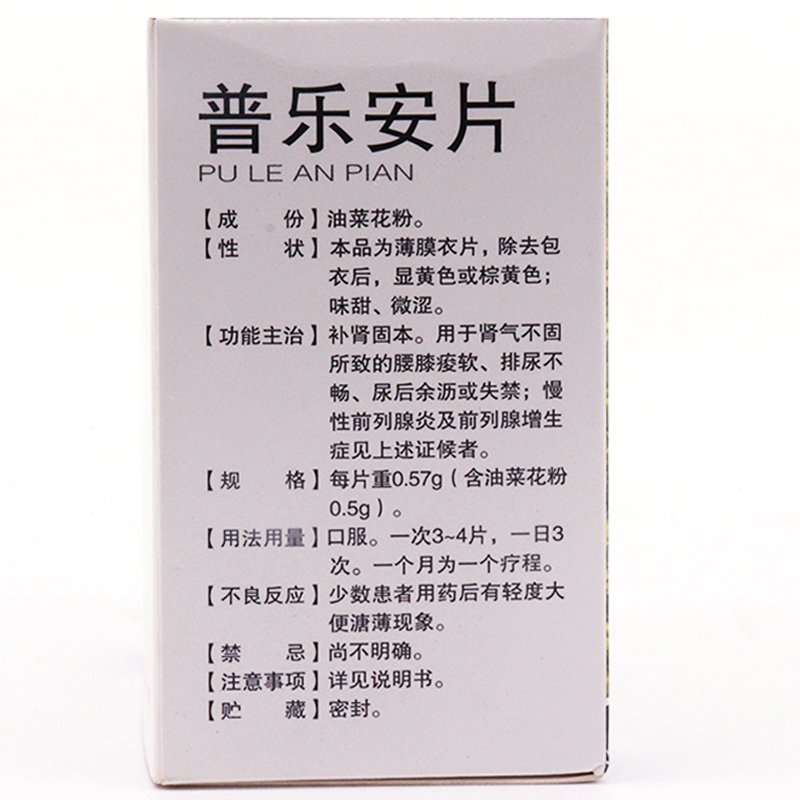 普乐安片
PU LE AN PIAN
【成 份】油菜花粉。
【性 状】本品为薄膜衣片，除去包
衣后，显黄色或棕黄色；
味甜、微涩。
【功能主治】补肾固本。用于肾气不固
所致的腰膝痠软、排尿不
畅、尿后余沥或失禁；慢
性前列腺炎及前列腺增生
症见上述证候者。
【规 格】每片重0.57g（含油菜花粉
0.5g）。
【用法用量】口服。一次3~4片，一日3
次。一个月为一个疗程。
【不良反应】少数患者用药后有轻度大
便溏薄现象。
【禁 忌】尚不明确。
【注意事项】详见说明书。
【贮 藏】密封。